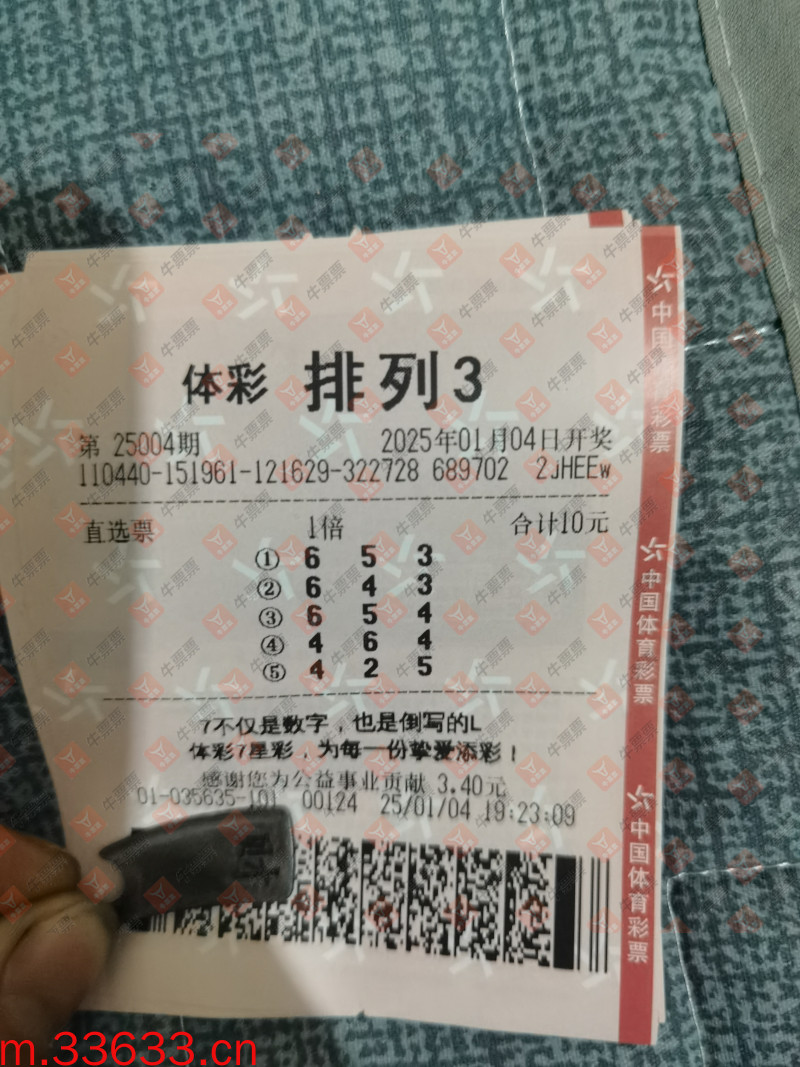 体彩 排列3
第 25004期 2025年01月04日开奖
110440-151961-121629-322728 689702 2JHEEw
直选票 1倍 合计10元
① 6 5 3
② 6 4 3
③ 6 5 4
④ 4 6 4
⑤ 4 2 5
7不仅是数字，也是倒写的L
体彩7星彩，为每一份挚爱添彩！
感谢您为公益事业贡献 3.40元
01-035635-101 00124 25/01/04 19:23:09
中国体育彩票
中国体育彩票
中国体育彩票
牛票票
m.33633.cn